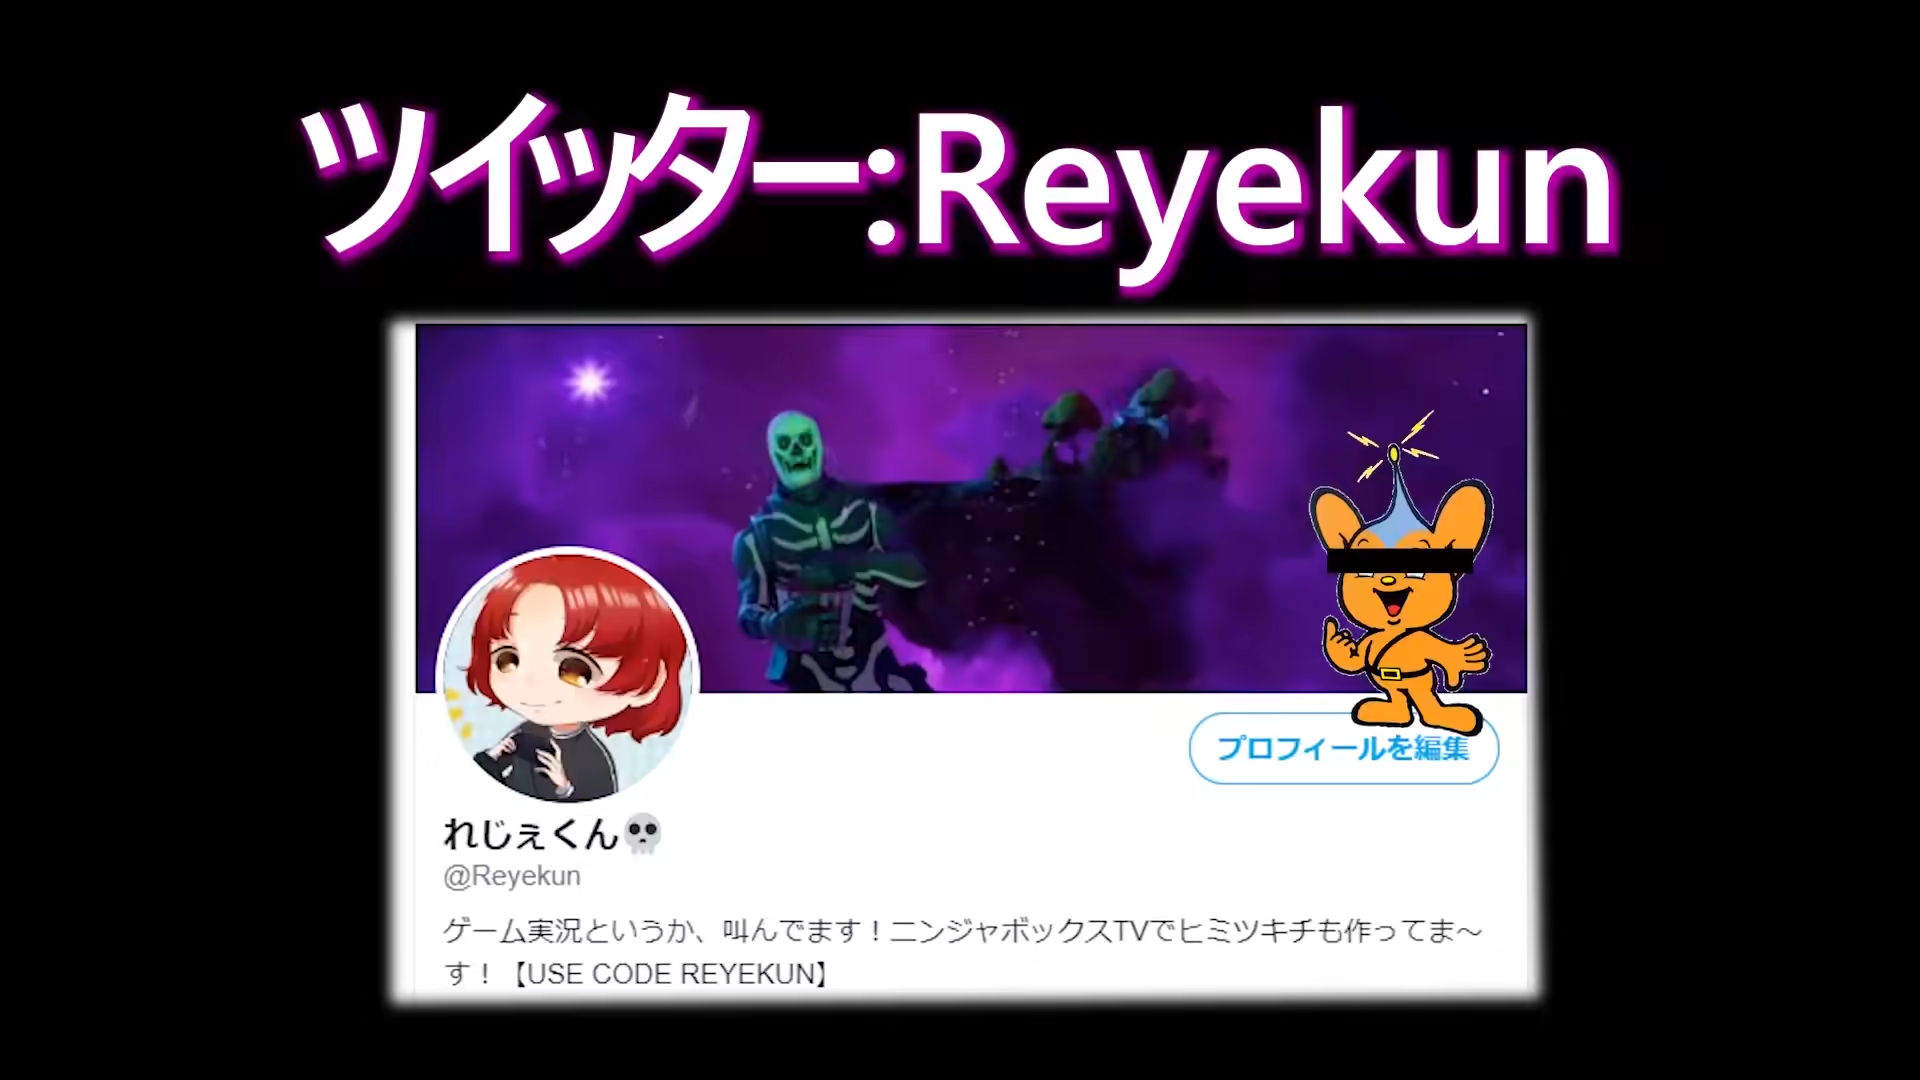 ツイッター:Reyekun
プロフィールを編集
れじぇくん💀
@Reyekun
ゲーム実況というか、叫んでます！ニンジャボックスTVでヒミツキチも作ってま〜
す！【USE CODE REYEKUN】